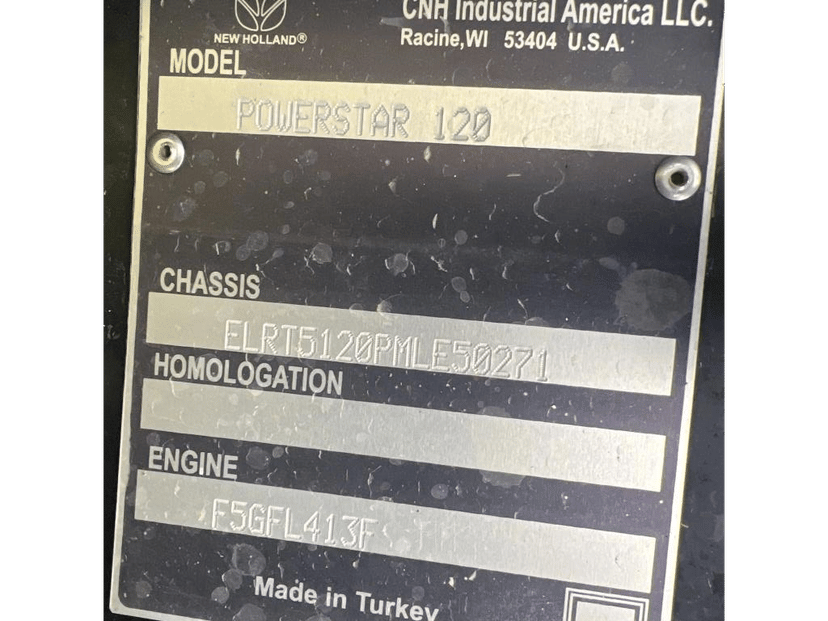 CNH Industrial America LLC.
NEW HOLLAND®
Racine,WI 53404 U.S.A.
MODEL
POWERSTAR 120
CHASSIS
ELRT5120PMLE50271
HOMOLOGATION
ENGINE
F5GFL413F
Made in Turkey